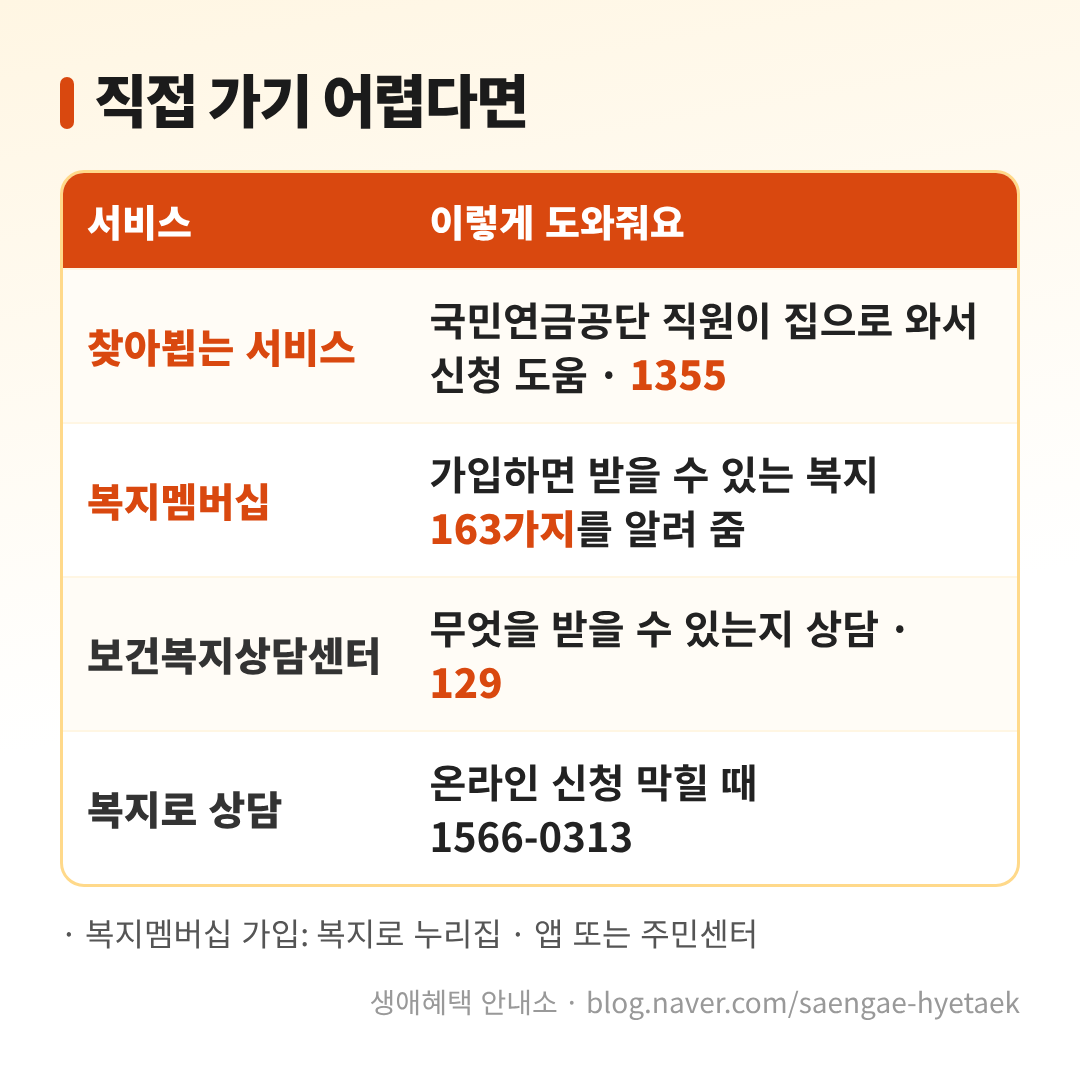 직접 가기 어렵다면
서비스 이렇게 도와줘요
찾아뵙는 서비스 국민연금공단 직원이 집으로 와서
신청 도움 · 1355
복지멤버십 가입하면 받을 수 있는 복지
163가지를 알려 줌
보건복지상담센터 무엇을 받을 수 있는지 상담 ·
129
복지로 상담 온라인 신청 막힐 때
1566-0313
· 복지멤버십 가입: 복지로 누리집 · 앱 또는 주민센터
생애혜택 안내소 · blog.naver.com/saengae-hyetaek